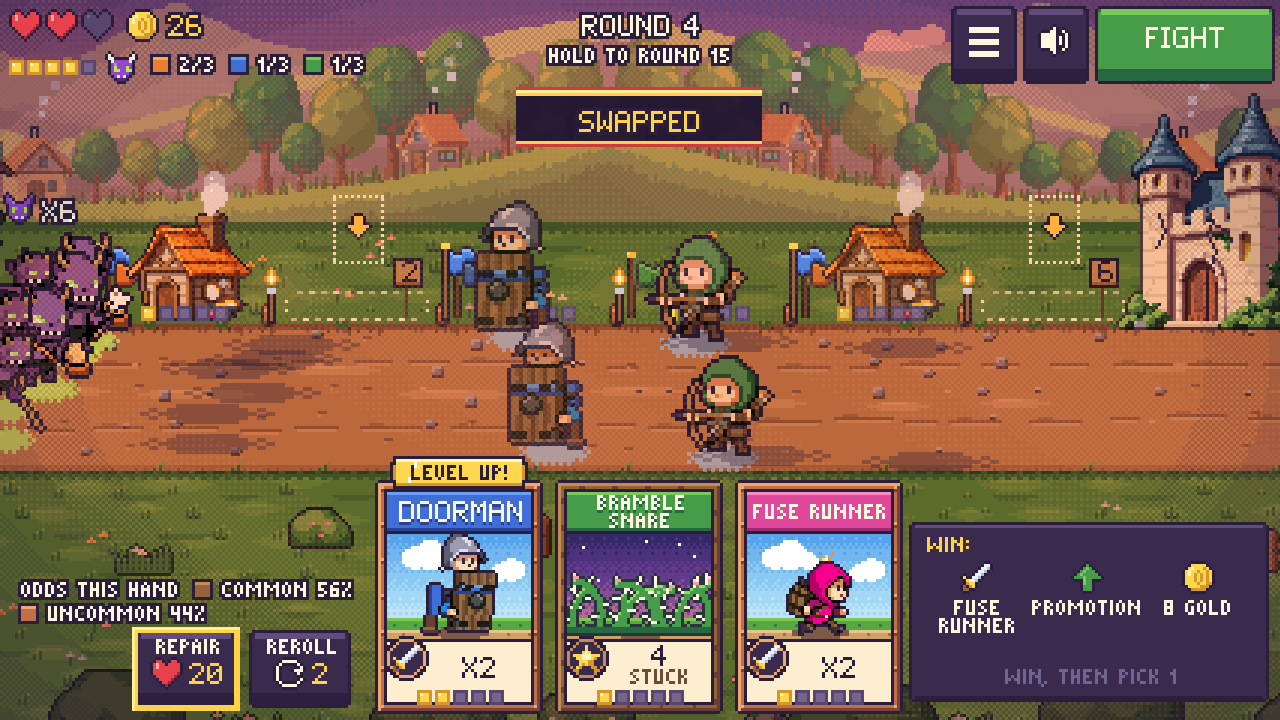 26
ROUND 4
HOLD TO ROUND 15
FIGHT
2/3 1/3 1/3
SWAPPED
X6
2
6
LEVEL UP!
DOORMAN
BRAMBLE
SNARE
FUSE RUNNER
WIN:
FUSE
RUNNER
PROMOTION
8 GOLD
ODDS THIS HAND COMMON 56%
UNCOMMON 44%
REPAIR
20
REROLL
2
X2
4
STUCK
X2
WIN, THEN PICK 1